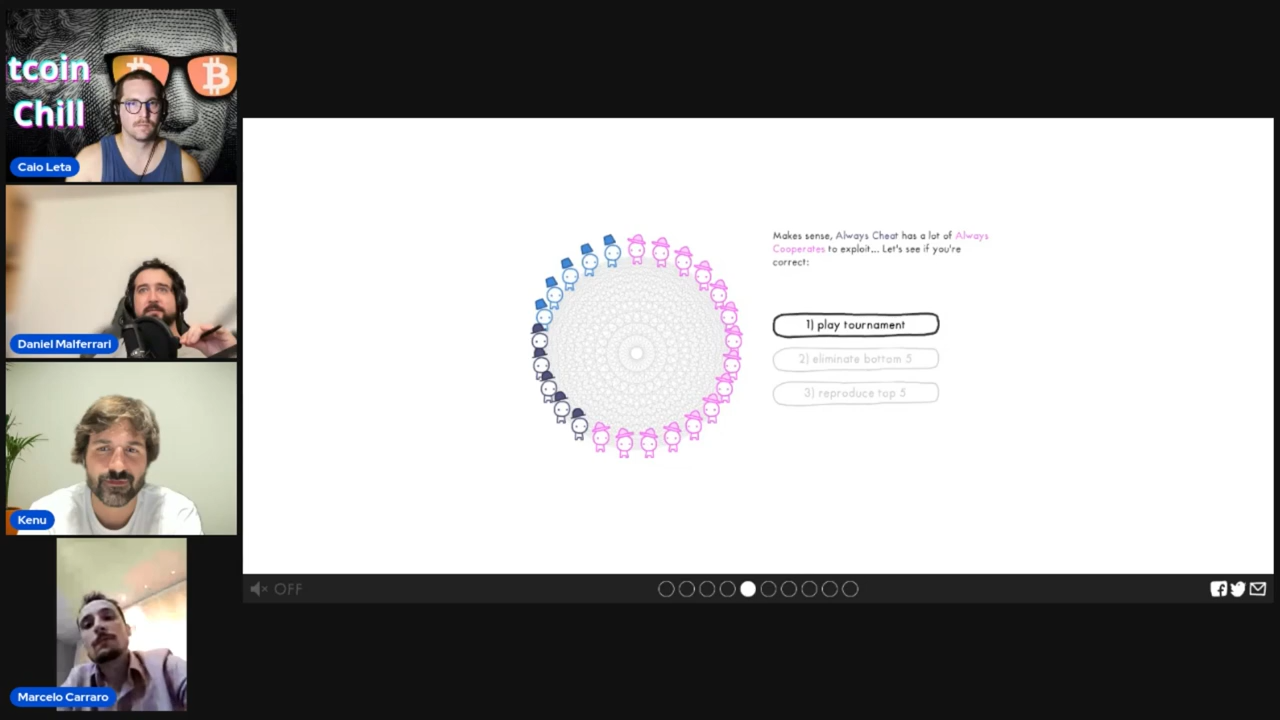 tcoin
Chill
Caio Leta
Daniel Malferrari
Kenu
Marcelo Carraro
Makes sense, Always Cheat has a lot of Always
Cooperates to exploit... Let's see if you're
correct:
1) play tournament
2) eliminate bottom 5
3) reproduce top 5
OFF